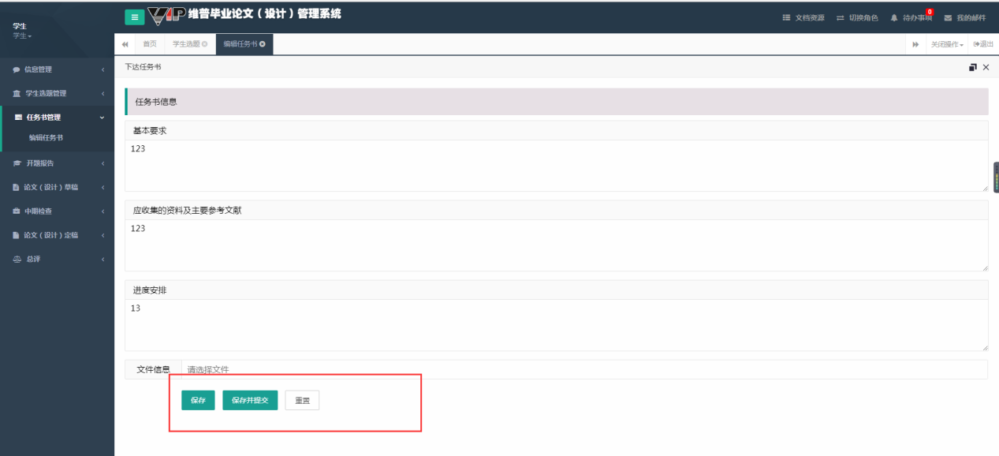 学生
学生
VIP 维普毕业论文（设计）管理系统
文档资源 切换角色 待办事项 0 我的邮件
首页 学生选题 编辑任务书 关闭操作 退出
下达任务书
信息管理
学生选题管理
任务书管理
编辑任务书
开题报告
论文（设计）草稿
中期检查
论文（设计）定稿
总评
任务书信息
基本要求
123
应收集的资料及主要参考文献
123
进度安排
13
文件信息 请选择文件
保存 保存并提交 重置